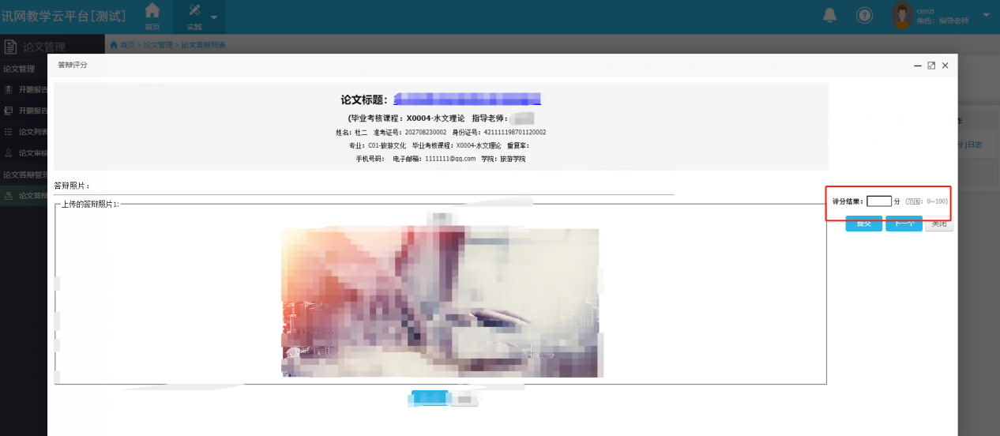 讯网教学云平台[测试]
首页
实践
cenzi
角色：指导老师
论文管理
首页 > 论文管理 > 论文答辩列表
论文管理
开题报告
开题报告
论文列表
论文审核
论文答辩管理
论文答辩
答辩评分
论文标题：
(毕业考核课程：X0004-水文理论 指导老师：
姓名：杜二 准考证号：202708230002 身份证号：421111198701120002
专业：C01-旅游文化 毕业考核课程：X0004-水文理论 重复率：
手机号码： 电子邮箱：1111111@qq.com 学院：旅游学院
答辩照片：
上传的答辩照片1:
评分结果： 分 (范围：0~100)
提交 下一个 关闭
分 |日志